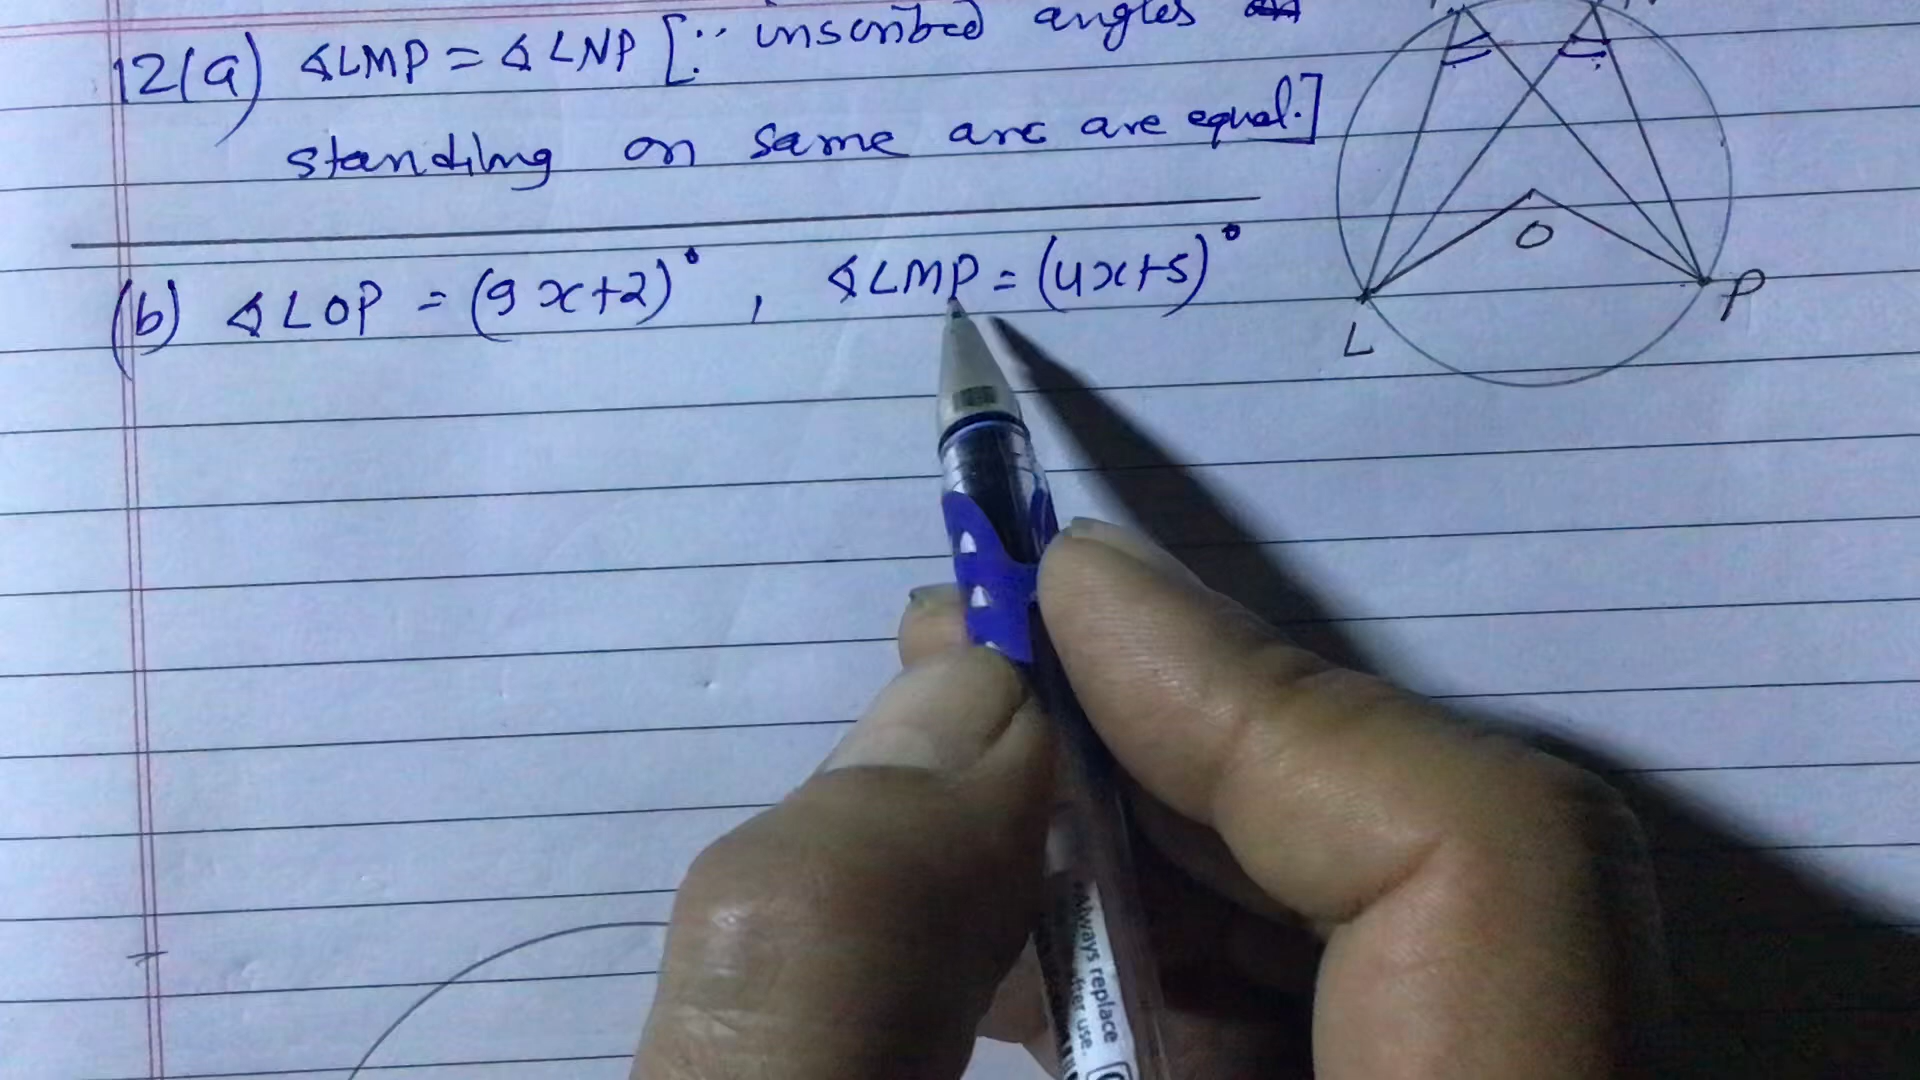 12(a) ∡LMP = ∡LNP [∵ inscribed angles
standing on same arc are equal.]
(b) ∡LOP = (9x+2)°, ∡LMP = (4x+5)°
O
P
L
Always replace
after use.